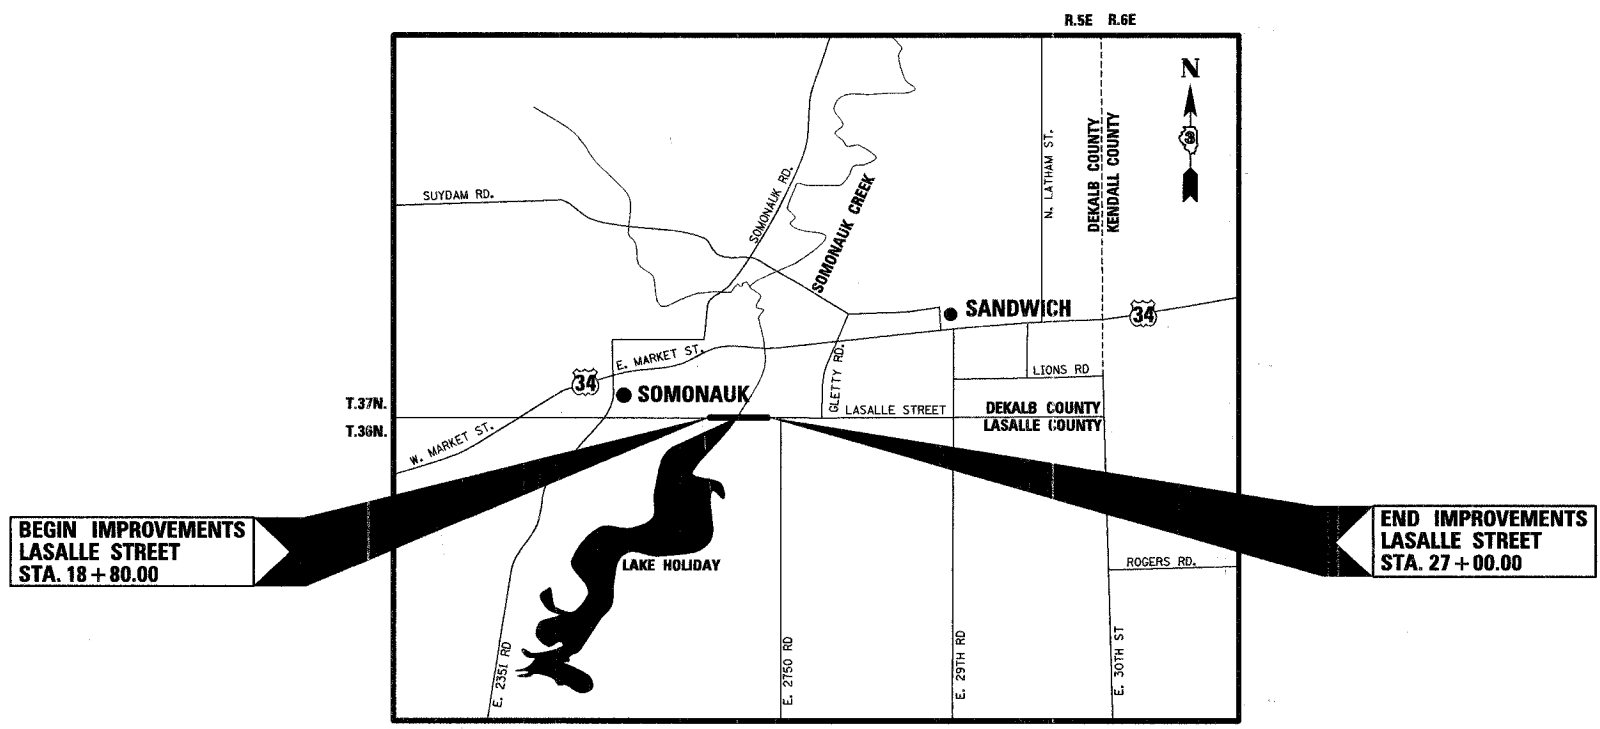 R.5E R.6E
N
N. LATHAM ST.
DEKALB COUNTY
KENDALL COUNTY
SUYDAM RD.
SOMONAUK RD.
SOMONAUK CREEK
SANDWICH
34
E. MARKET ST.
GLETTY RD.
LIONS RD
34
SOMONAUK
T.37N.
LASALLE STREET
DEKALB COUNTY
T.36N.
LASALLE COUNTY
W. MARKET ST.
BEGIN IMPROVEMENTS
LASALLE STREET
STA. 18+80.00
END IMPROVEMENTS
LASALLE STREET
STA. 27+00.00
LAKE HOLIDAY
ROGERS RD.
E. 2351 RD
E. 2750 RD
E. 29TH RD
E. 30TH ST